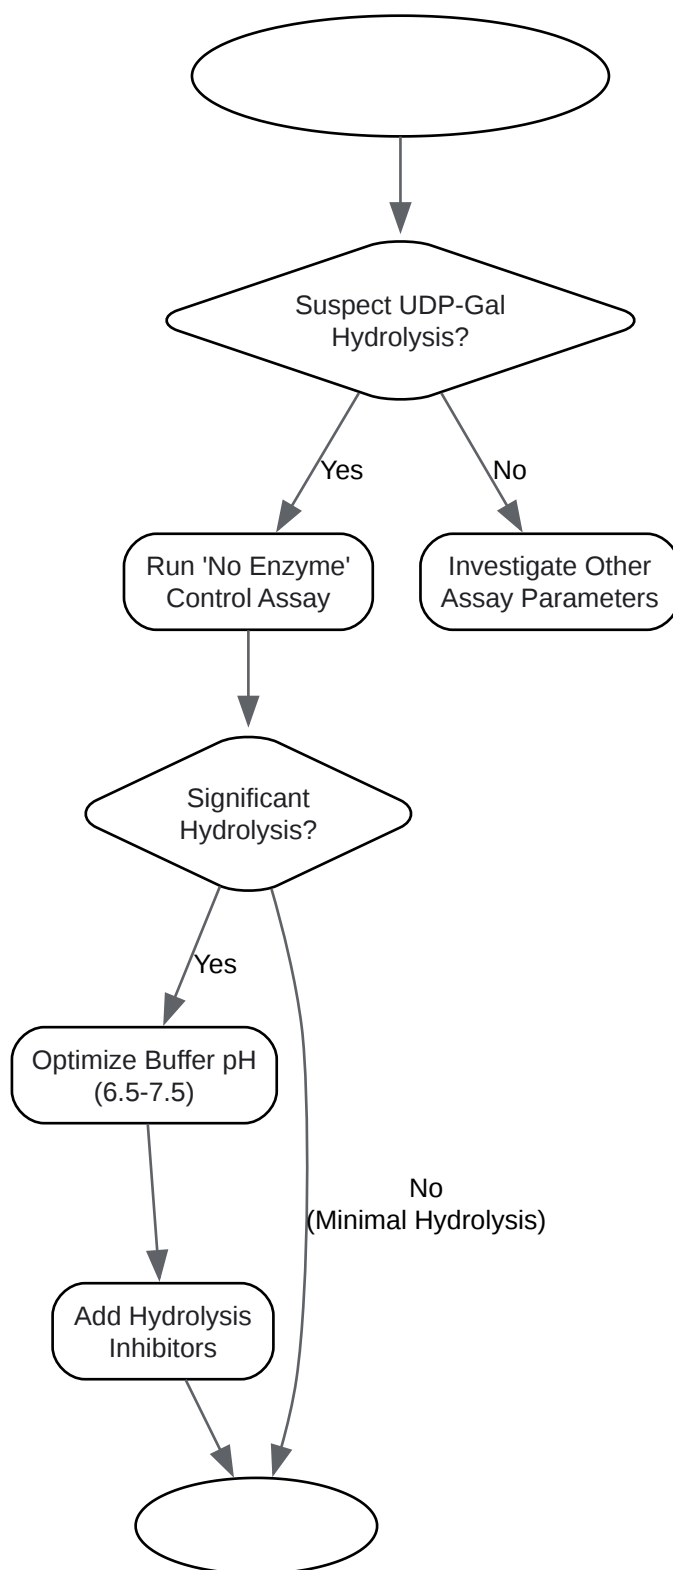 Suspect UDP-Gal
Hydrolysis?
Yes
No
Run 'No Enzyme'
Control Assay
Investigate Other
Assay Parameters
Significant
Hydrolysis?
Yes
Optimize Buffer pH
(6.5-7.5)
No
(Minimal Hydrolysis)
Add Hydrolysis
Inhibitors